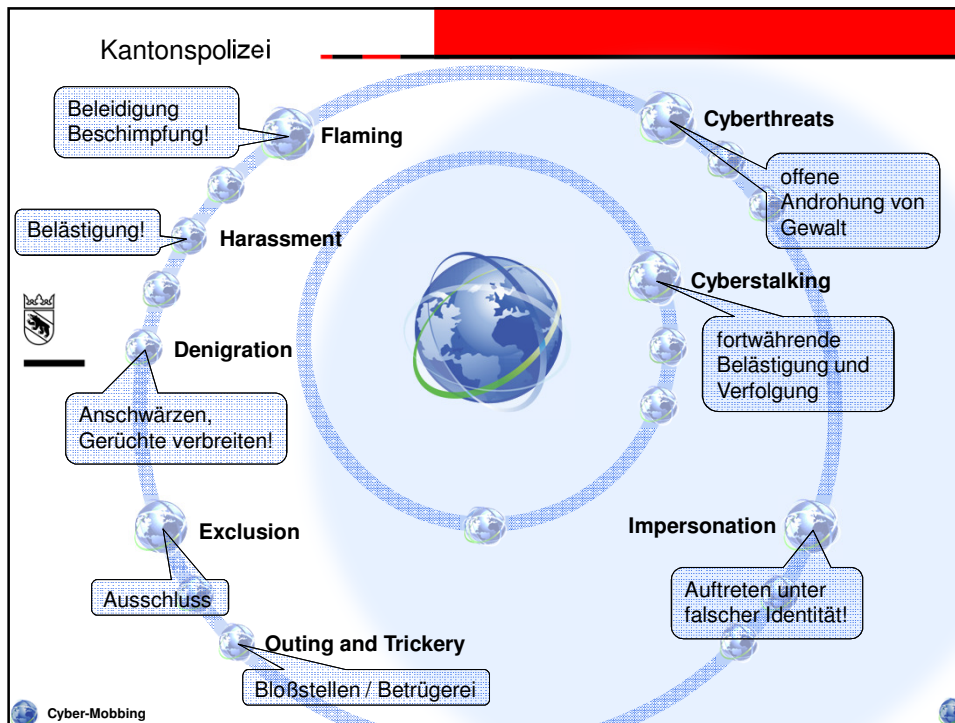 Kantonspolizei
Beleidigung
Beschimpfung!
Flaming
Cyberthreats
offene
Androhung von
Gewalt
Belästigung!
Harassment
Cyberstalking
fortwährende
Belästigung und
Verfolgung
Denigration
Anschwärzen,
Gerüchte verbreiten!
Exclusion
Ausschluss
Impersonation
Auftreten unter
falscher Identität!
Outing and Trickery
Bloßstellen / Betrügerei
Cyber-Mobbing